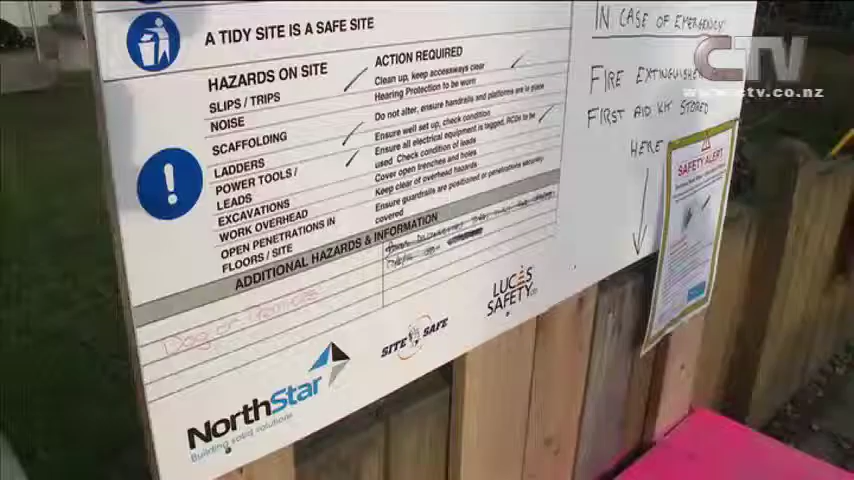 A TIDY SITE IS A SAFE SITE
IN CASE OF EMERGENCY
CTV
www.ctv.co.nz
FIRE EXTINGUISHER
FIRST AID KIT STORED
HERE
HAZARDS ON SITE
ACTION REQUIRED
SLIPS / TRIPS
Clean up, keep accessways clear
NOISE
Hearing Protection to be worn
SCAFFOLDING
Do not alter, ensure handrails and platforms are in place
LADDERS
Ensure well set up, check condition
POWER TOOLS /
LEADS
Ensure all electrical equipment is tagged, RCDs to be
used Check condition of leads
EXCAVATIONS
Cover open trenches and holes
WORK OVERHEAD
Keep clear of overhead hazards
OPEN PENETRATIONS IN
FLOORS / SITE
Ensure guardrails are positioned or penetrations securely
covered
ADDITIONAL HAZARDS & INFORMATION
Dog or
SAFETY ALERT
LUCES
SAFETY
SITE SAFE
NorthStar
Building solid solutions